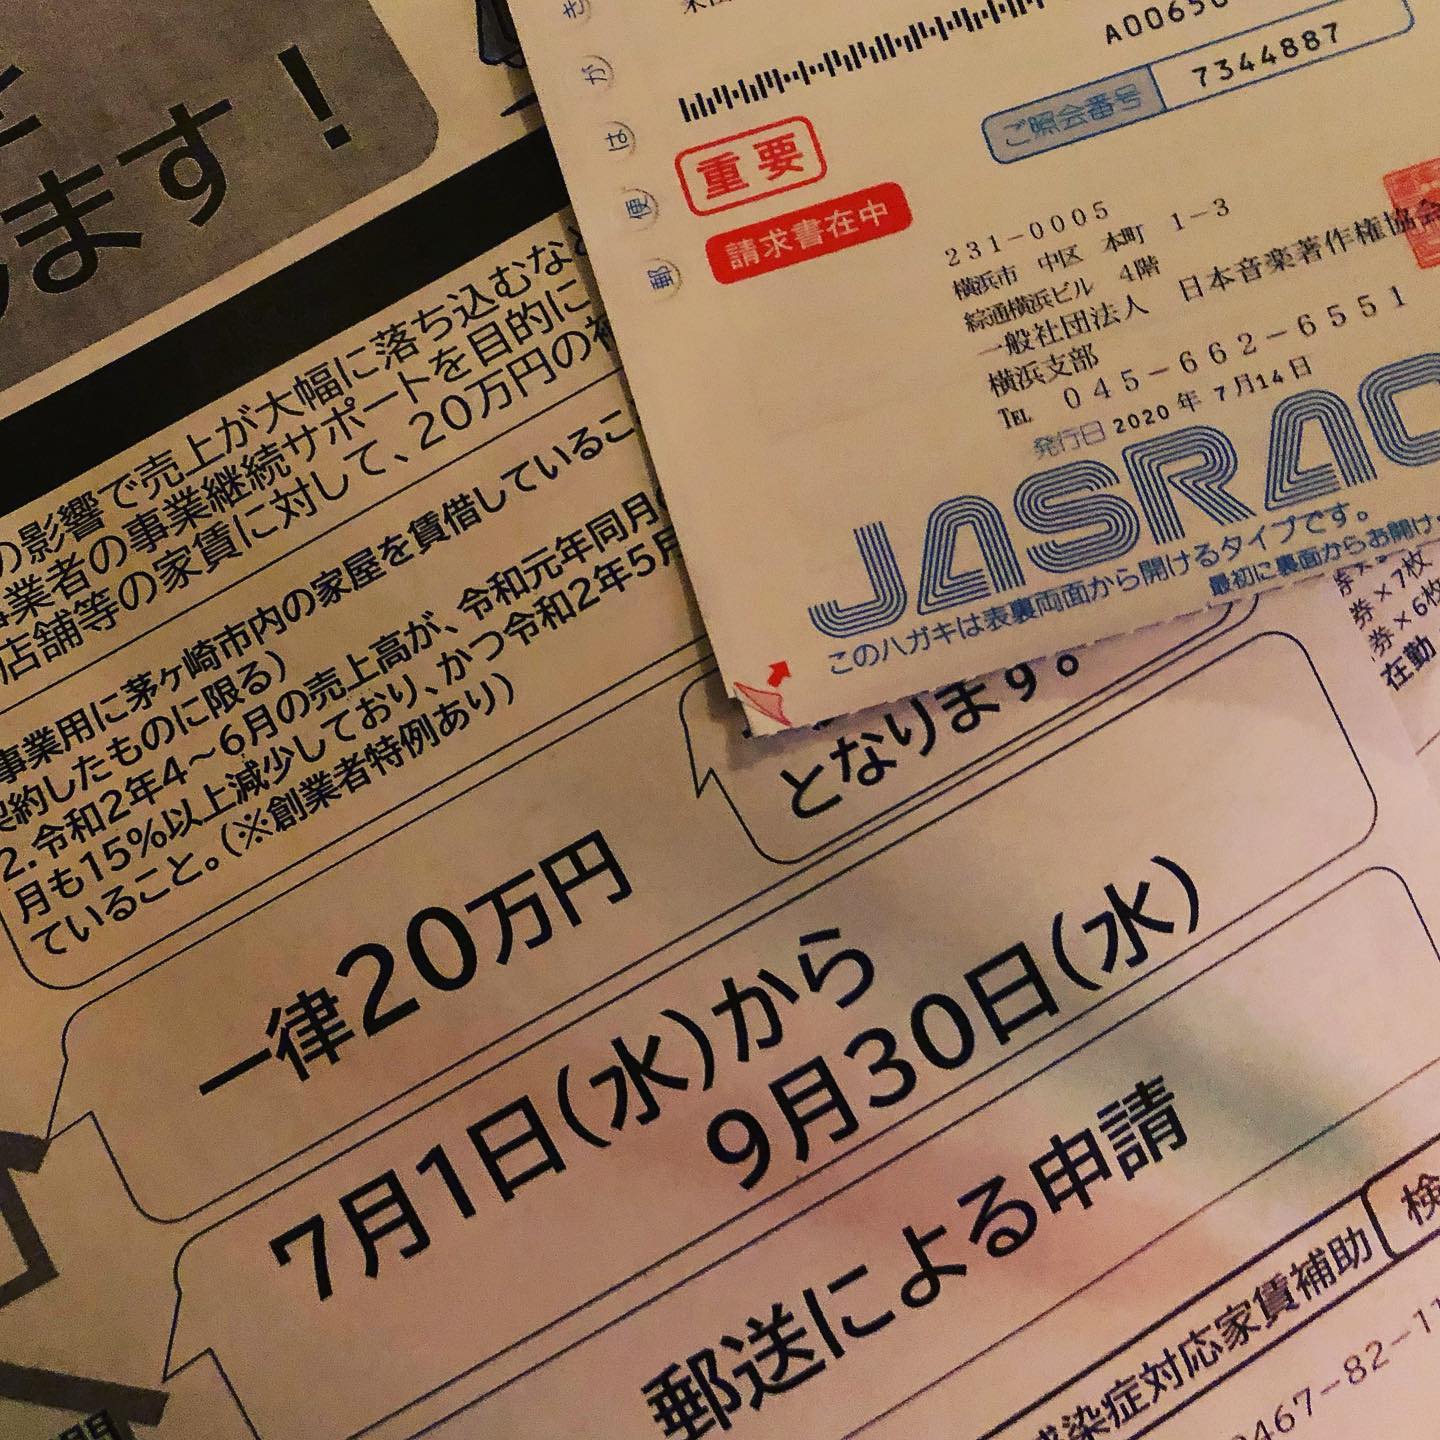 ます！
の影響で売上が大幅に落ち込むなど
事業者の事業継続サポートを目的に
店舗等の家賃に対して、20万円の補
事業用に茅ヶ崎市内の家屋を賃借しているこ
契約したものに限る）
2.令和2年4～6月の売上高が、令和元年同月
月も15%以上減少しており、かつ令和2年5月
ていること。（※創業者特例あり）
となります。
一律20万円
7月1日（水）から
9月30日（水）
郵送による申請
感染症対応家賃補助
検
0467-82-11
郵便はがき
A00650
ご照会番号
7344887
重要
請求書在中
231-0005
横浜市 中区 本町 1-3
綜通横浜ビル 4階
一般社団法人 日本音楽著作権協会
横浜支部
TEL 045-662-6551
発行日 2020年 7月14日
JASRAC
このハガキは表裏両面から開けるタイプです。
最初に裏面からお開け
券×7枚
券×6枚
在勤